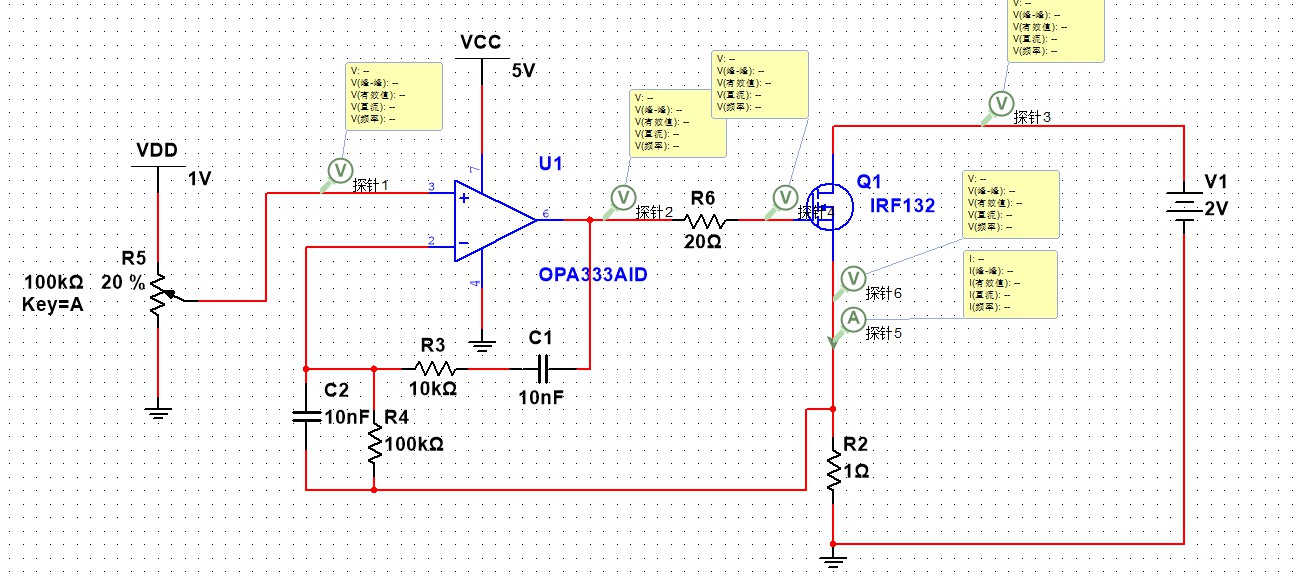 V: --
V(峰-峰): --
V(有效值): --
V(直流): --
V(频率): --
探针3
VCC
5V
V: --
V(峰-峰): --
V(有效值): --
V(直流): --
V(频率): --
探针1
V: --
V(峰-峰): --
V(有效值): --
V(直流): --
V(频率): --
探针2
V: --
V(峰-峰): --
V(有效值): --
V(直流): --
V(频率): --
探针4
V
V
V
V
VDD
1V
U1
7
3
2
6
4
+
−
OPA333AID
R6
20Ω
Q1
IRF132
V1
2V
V: --
V(峰-峰): --
V(有效值): --
V(直流): --
V(频率): --
V
探针6
I: --
I(峰-峰): --
I(有效值): --
I(直流): --
I(频率): --
A
探针5
R5
100kΩ 20 %
Key=A
R3
10kΩ
C1
10nF
C2
10nF
R4
100kΩ
R2
1Ω